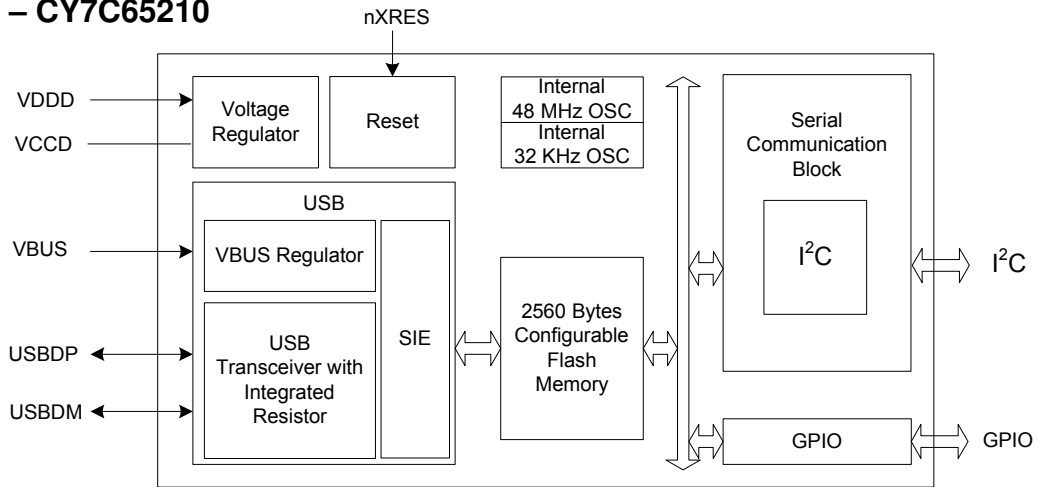 – CY7C65210
nXRES
VDDD
VCCD
Voltage
Regulator
Reset
Internal
48 MHz OSC
Internal
32 KHz OSC
Serial
Communication
Block
I²C
I²C
USB
VBUS
VBUS Regulator
SIE
USBDP
USBDM
USB
Transceiver with
Integrated
Resistor
2560 Bytes
Configurable
Flash
Memory
GPIO
GPIO